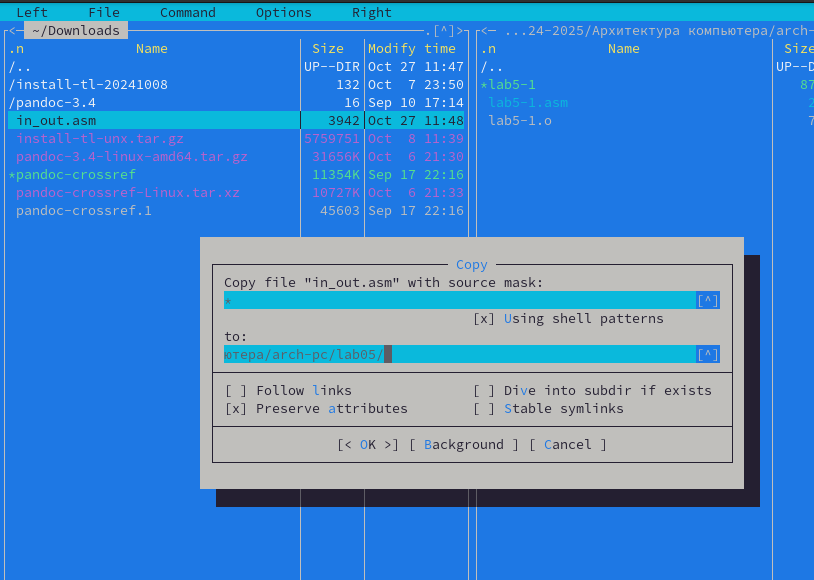 Left File Command Options Right
<─ ~/Downloads .[^]> <─ ...24-2025/Архитектура компьютера/arch-
.n Name Size Modify time .n Name Size
/.. UP--DIR Oct 27 11:47 /.. UP--D
/install-tl-20241008 132 Oct 7 23:50 *lab5-1 87
/pandoc-3.4 16 Sep 10 17:14 lab5-1.asm 2
in_out.asm 3942 Oct 27 11:48 lab5-1.o 7
install-tl-unx.tar.gz 5759751 Oct 8 11:39
pandoc-3.4-linux-amd64.tar.gz 31656K Oct 6 21:30
*pandoc-crossref 11354K Sep 17 22:16
pandoc-crossref-Linux.tar.xz 10727K Oct 6 21:33
pandoc-crossref.1 45603 Sep 17 22:16
Copy
Copy file "in_out.asm" with source mask:
* [^]
[x] Using shell patterns
to:
ютера/arch-pc/lab05/ [^]
[ ] Follow links [ ] Dive into subdir if exists
[x] Preserve attributes [ ] Stable symlinks
[< OK >] [ Background ] [ Cancel ]